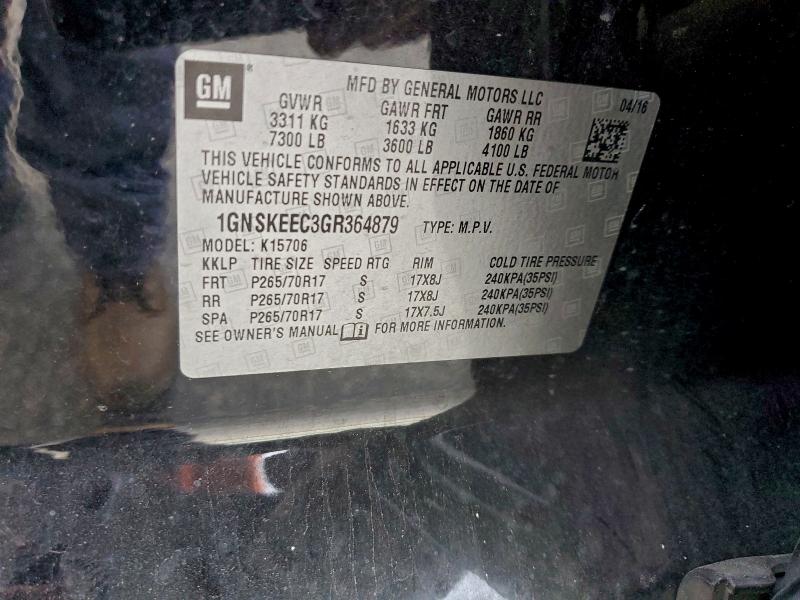 GM
MFD BY GENERAL MOTORS LLC
04/16
GVWR GAWR FRT GAWR RR
3311 KG 1633 KG 1860 KG
7300 LB 3600 LB 4100 LB
THIS VEHICLE CONFORMS TO ALL APPLICABLE U.S. FEDERAL MOTOR
VEHICLE SAFETY STANDARDS IN EFFECT ON THE DATE OF
MANUFACTURE SHOWN ABOVE.
1GNSKEEC3GR364879 TYPE: M.P.V.
MODEL: K15706
KKLP TIRE SIZE SPEED RTG RIM COLD TIRE PRESSURE
FRT P265/70R17 S 17X8J 240KPA(35PSI)
RR P265/70R17 S 17X8J 240KPA(35PSI)
SPA P265/70R17 S 17X7.5J 240KPA(35PSI)
SEE OWNER'S MANUAL FOR MORE INFORMATION.